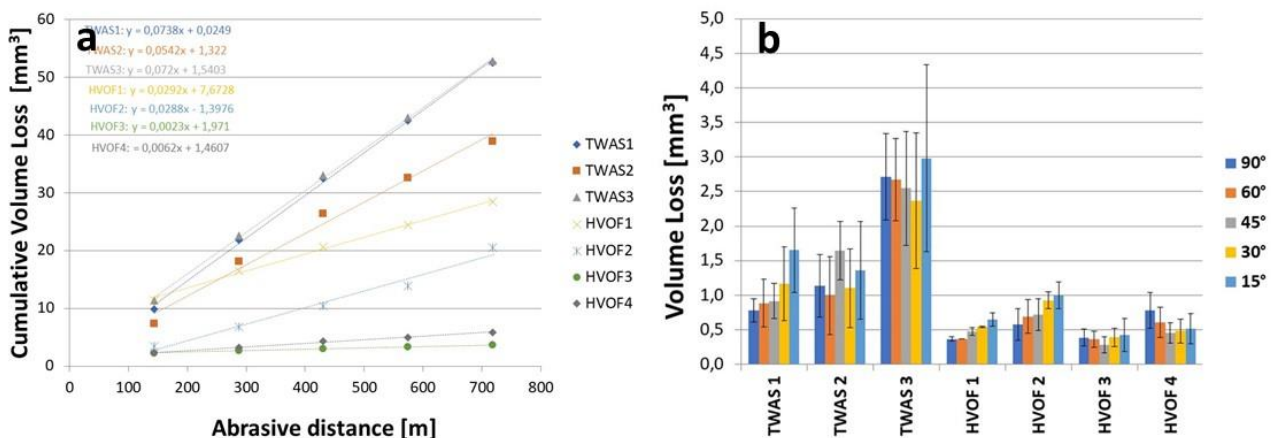 a
TWAS1: y = 0,0738x + 0,0249
TWAS2: y = 0,0542x + 1,322
TWAS3: y = 0,072x + 1,5403
HVOF1: y = 0,0292x + 7,6728
HVOF2: y = 0,0288x - 1,3976
HVOF3: y = 0,0023x + 1,971
HVOF4: = 0,0062x + 1,4607
Cumulative Volume Loss [mm³]
60
50
40
30
20
10
0
0 100 200 300 400 500 600 700 800
Abrasive distance [m]
TWAS1
TWAS2
TWAS3
HVOF1
HVOF2
HVOF3
HVOF4
b
Volume Loss [mm³]
5,0
4,5
4,0
3,5
3,0
2,5
2,0
1,5
1,0
0,5
0,0
TWAS 1
TWAS 2
TWAS 3
HVOF 1
HVOF 2
HVOF 3
HVOF 4
90°
60°
45°
30°
15°